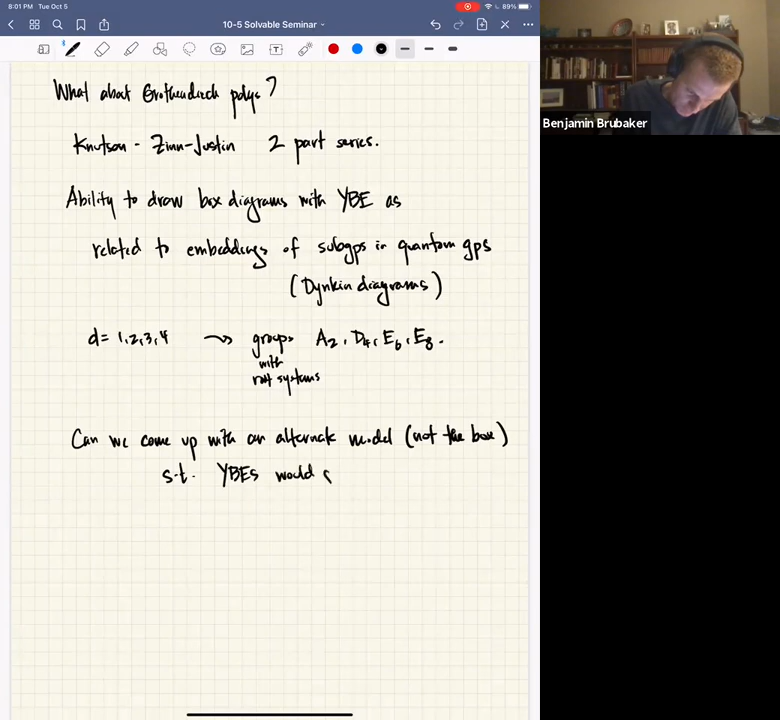 8:01 PM Tue Oct 5
89%
10-5 Solvable Seminar
What about Grothendieck polys?
Knutson - Zinn-Justin 2 part series.
Ability to draw box diagrams with YBE as
related to embeddings of subgps in quantum gps
(Dynkin diagrams)
d = 1,2,3,4 → groups A2, D4, E6, E8.
with
root systems
Can we come up with an alternate model (not the box)
s.t. YBEs would
Benjamin Brubaker